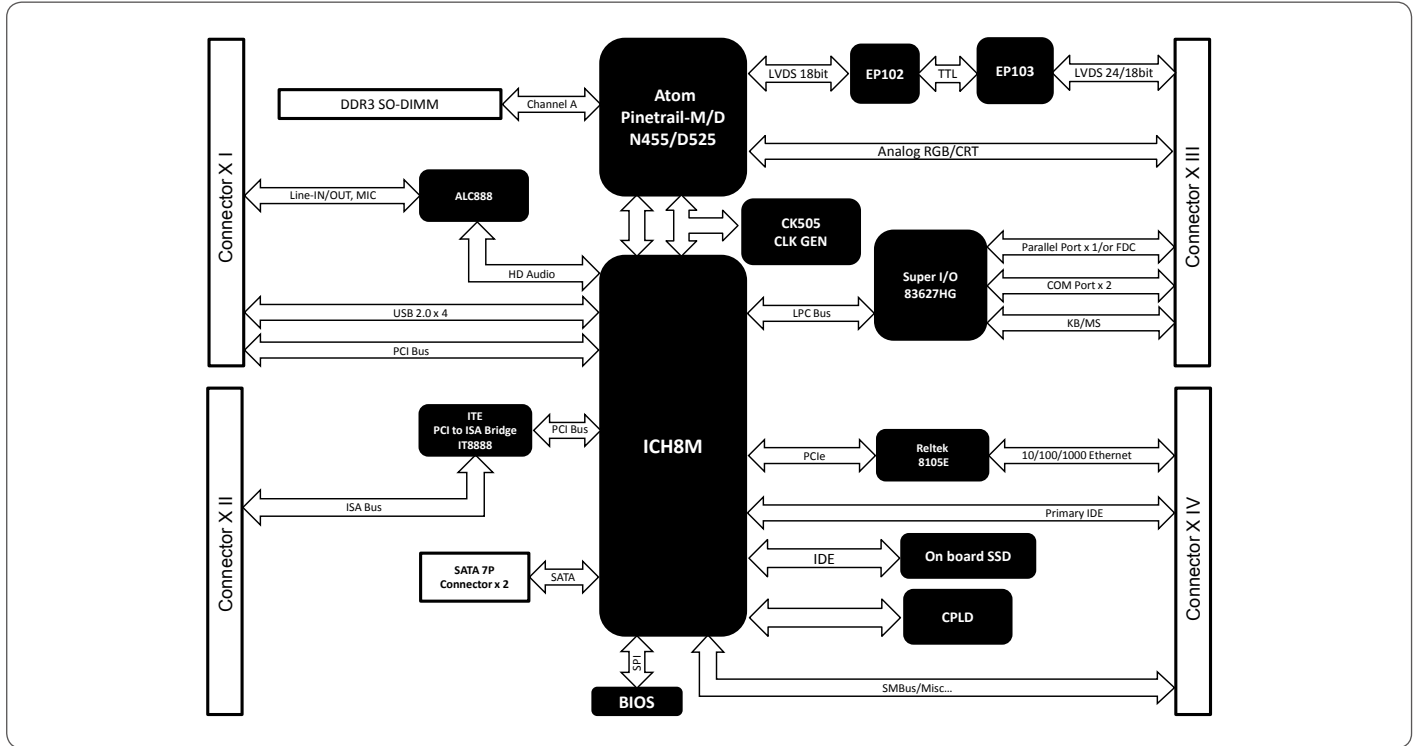 Connector X I
DDR3 SO-DIMM
Channel A
Atom
Pinetrail-M/D
N455/D525
LVDS 18bit
EP102
TTL
EP103
LVDS 24/18bit
Connector X III
Analog RGB/CRT
Line-IN/OUT, MIC
ALC888
CK505
CLK GEN
HD Audio
Super I/O
83627HG
Parallel Port x 1/or FDC
COM Port x 2
KB/MS
USB 2.0 x 4
LPC Bus
PCI Bus
Connector X II
ITE
PCI to ISA Bridge
IT8888
PCI Bus
ICH8M
PCIe
Reltek
8105E
10/100/1000 Ethernet
Connector X IV
ISA Bus
Primary IDE
IDE
On board SSD
SATA 7P
Connector x 2
SATA
CPLD
SPI
BIOS
SMBus/Misc...